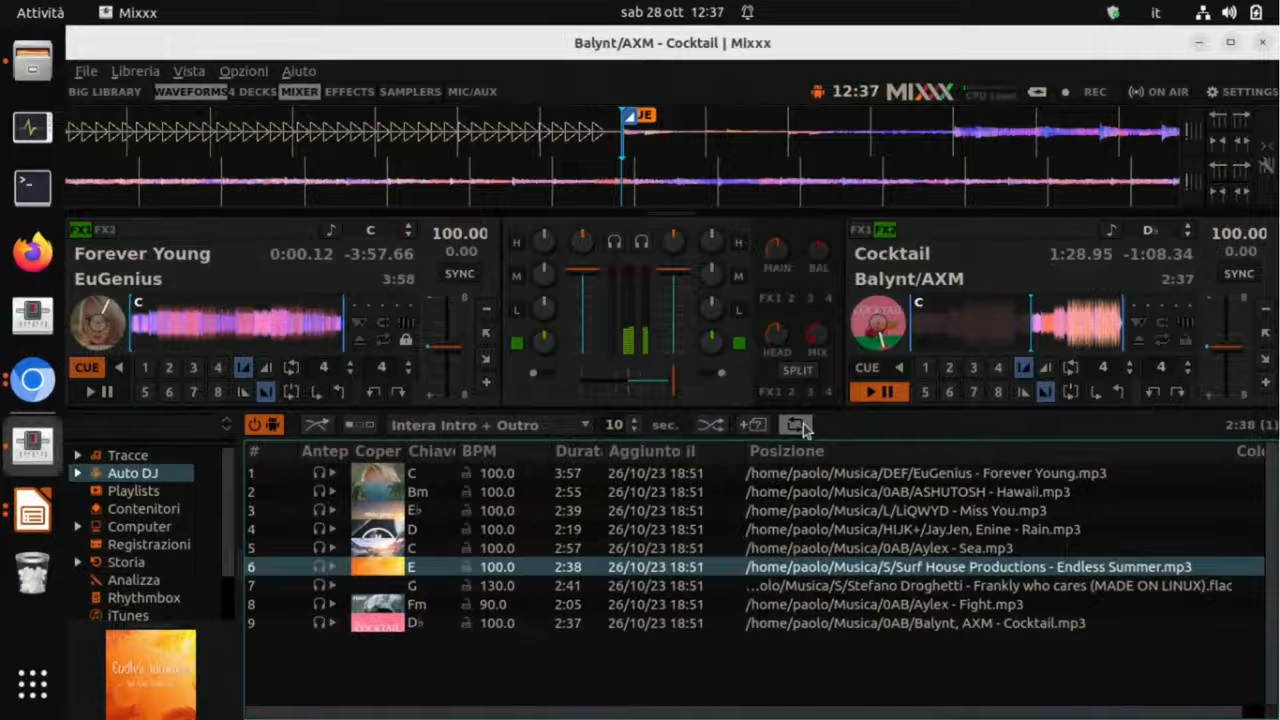 Attività Mixxx sab 28 ott 12:37 it
Balynt/AXM - Cocktail | Mixxx
File Libreria Vista Opzioni Aiuto
BIG LIBRARY WAVEFORMS 4 DECKS MIXER EFFECTS SAMPLERS MIC/AUX 12:37 MIXXX CPU Load REC ON AIR SETTINGS
FX1 FX2 C 100.00 H H FX1 FX2 D♭ 100.00
Forever Young 0:00.12 -3:57.66 0.00 MAIN BAL Cocktail 1:28.95 -1:08.34 0.00
EuGenius 3:58 SYNC M M Balynt/AXM 2:37 SYNC
C L L FX1 2 3 4 C
HEAD MIX
CUE 1 2 3 4 4 4 SPLIT CUE 1 2 3 4 4 4
5 6 7 8 FX1 2 3 4 5 6 7 8
Intera Intro + Outro 10 sec. 2:38 (1)
Tracce
Auto DJ
Playlists
Contenitori
Computer
Registrazioni
Storia
Analizza
Rhythmbox
iTunes
# Antep Coper Chiave BPM Durat Aggiunto il Posizione Colo
1 C 100.0 3:57 26/10/23 18:51 /home/paolo/Musica/DEF/EuGenius - Forever Young.mp3
2 Bm 100.0 2:55 26/10/23 18:51 /home/paolo/Musica/0AB/ASHUTOSH - Hawaii.mp3
3 E♭ 100.0 2:39 26/10/23 18:51 /home/paolo/Musica/L/LiQWYD - Miss You.mp3
4 D 100.0 2:19 26/10/23 18:51 /home/paolo/Musica/HIJK+/JayJen, Enine - Rain.mp3
5 C 100.0 2:57 26/10/23 18:51 /home/paolo/Musica/0AB/Aylex - Sea.mp3
6 E 100.0 2:38 26/10/23 18:51 /home/paolo/Musica/S/Surf House Productions - Endless Summer.mp3
7 G 130.0 2:41 26/10/23 18:51 ...olo/Musica/S/Stefano Droghetti - Frankly who cares (MADE ON LINUX).flac
8 Fm 90.0 2:05 26/10/23 18:51 /home/paolo/Musica/0AB/Aylex - Fight.mp3
9 COCKTAIL D♭ 100.0 2:37 26/10/23 18:51 /home/paolo/Musica/0AB/Balynt, AXM - Cocktail.mp3